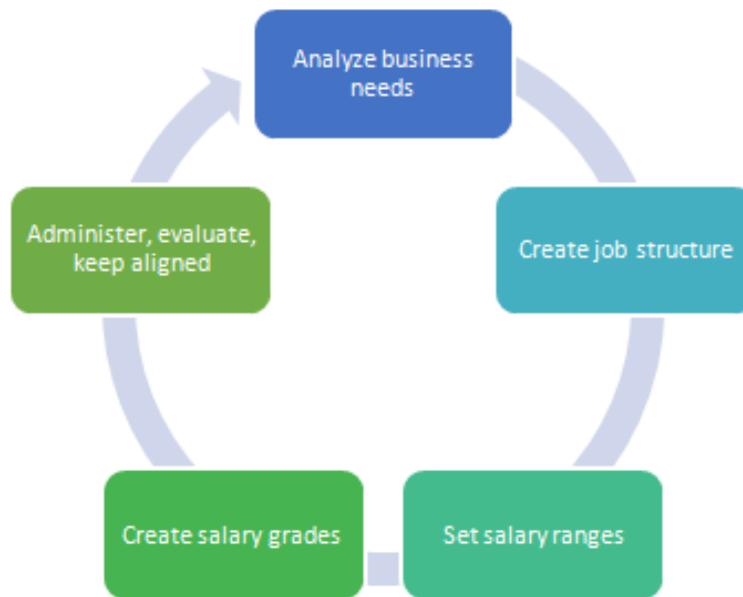 Analyze business
needs
Create job structure
Set salary ranges
Create salary grades
Administer, evaluate,
keep aligned